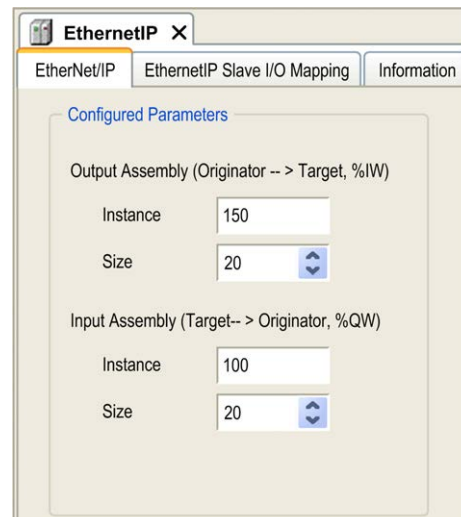 EthernetIP X
EtherNet/IP EthernetIP Slave I/O Mapping Information
Configured Parameters
Output Assembly (Originator -- > Target, %IW)
Instance 150
Size 20
Input Assembly (Target-- > Originator, %QW)
Instance 100
Size 20